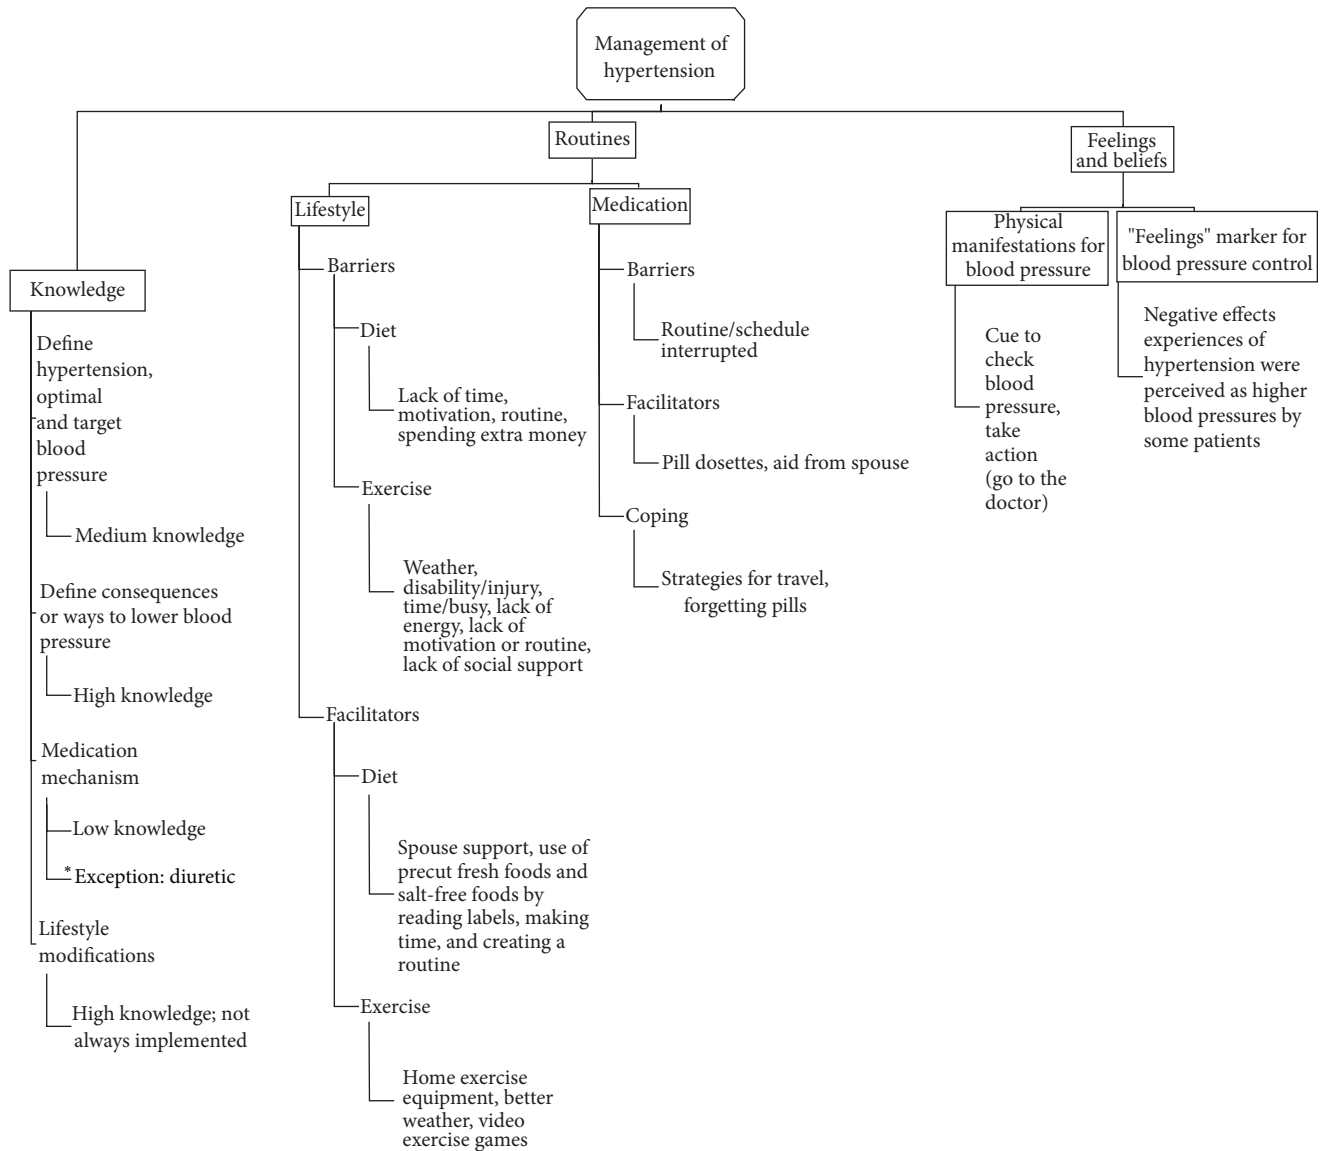 Management of
hypertension
Routines
Feelings
and beliefs
Lifestyle
Medication
Physical
manifestations for
blood pressure
"Feelings" marker for
blood pressure control
Knowledge
Define
hypertension,
optimal
and target
blood
pressure
Medium knowledge
Define consequences
or ways to lower blood
pressure
High knowledge
Medication
mechanism
Low knowledge
*Exception: diuretic
Lifestyle
modifications
High knowledge; not
always implemented
Barriers
Diet
Lack of time,
motivation, routine,
spending extra money
Exercise
Weather,
disability/injury,
time/busy, lack of
energy, lack of
motivation or routine,
lack of social support
Facilitators
Diet
Spouse support, use of
precut fresh foods and
salt-free foods by
reading labels, making
time, and creating a
routine
Exercise
Home exercise
equipment, better
weather, video
exercise games
Barriers
Routine/schedule
interrupted
Facilitators
Pill dosettes, aid from spouse
Coping
Strategies for travel,
forgetting pills
Cue to
check
blood
pressure,
take
action
(go to the
doctor)
Negative effects
experiences of
hypertension were
perceived as higher
blood pressures by
some patients